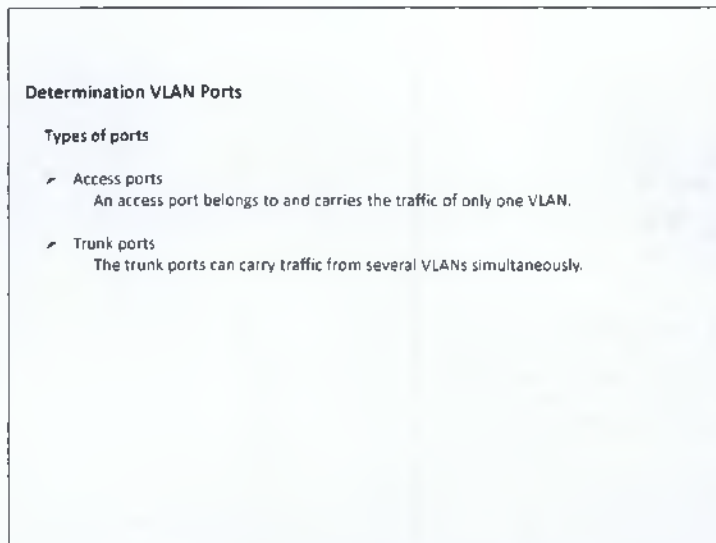 Determination VLAN Ports
Types of ports
➢ Access ports
An access port belongs to and carries the traffic of only one VLAN.
➢ Trunk ports
The trunk ports can carry traffic from several VLANs simultaneously.